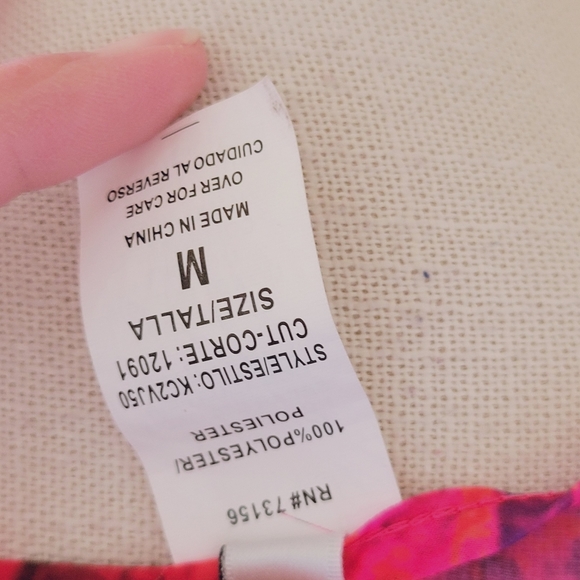 RN# 73156
100%POLYESTER/
POLIESTER
STYLE/ESTILO:KC2VJ50
CUT-CORTE: 12091
SIZE/TALLA
M
MADE IN CHINA
OVER FOR CARE
CUIDADO AL REVERSO